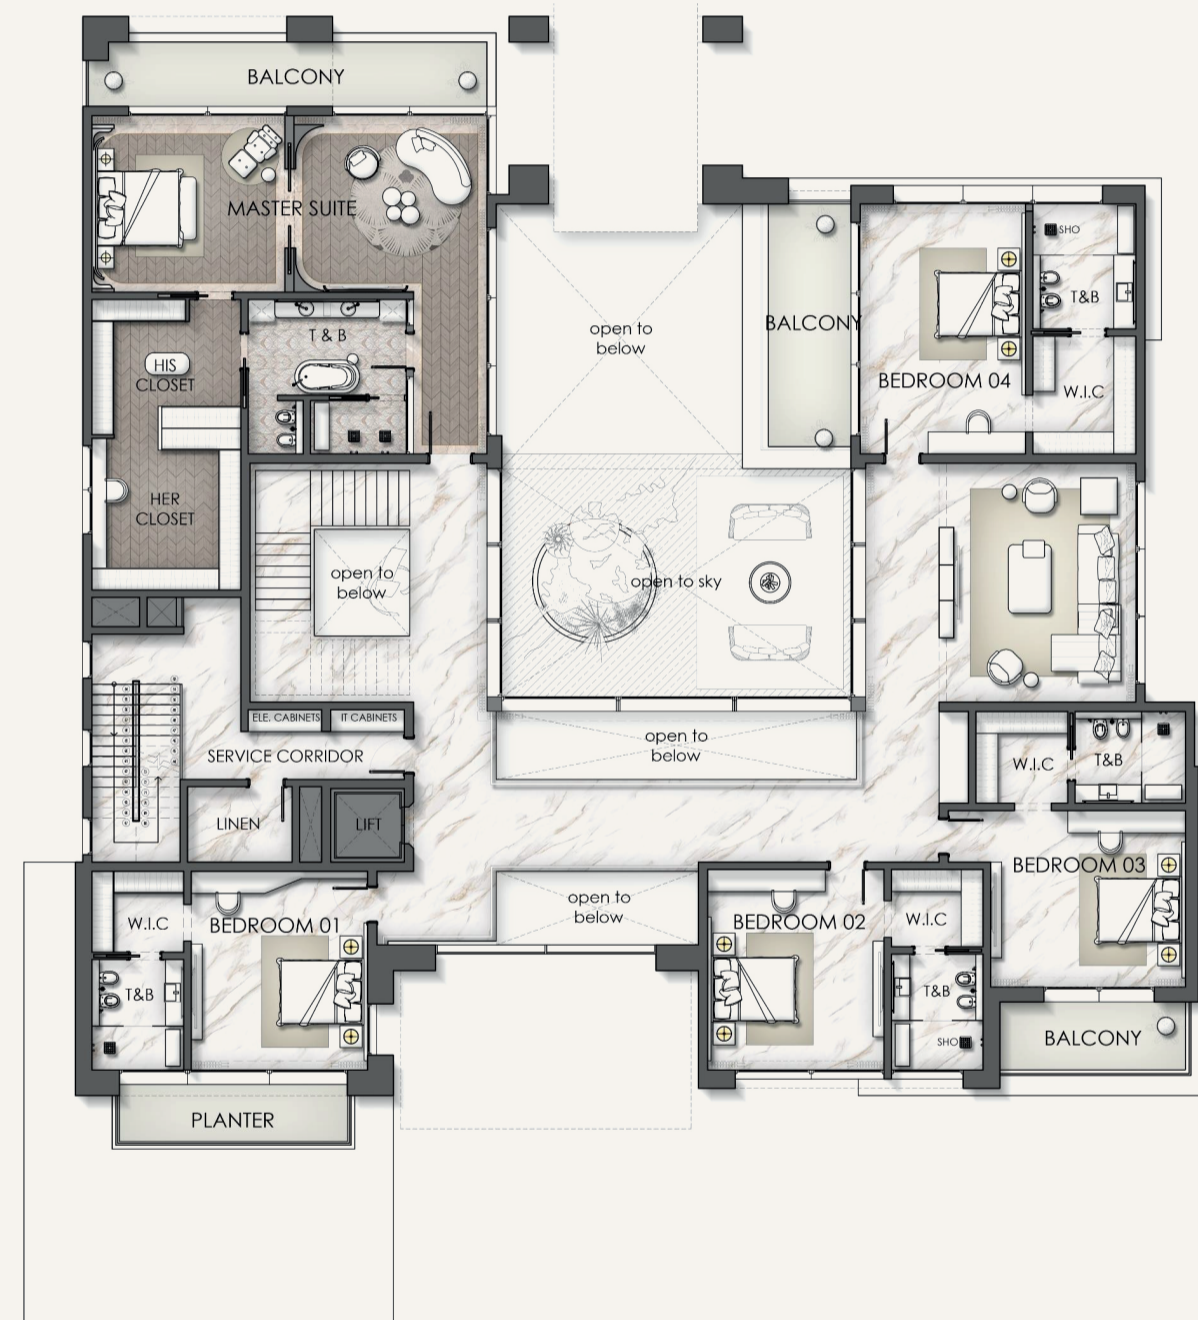 BALCONY
MASTER SUITE
SHO
T&B
T & B
open to
below
BALCONY
HIS
CLOSET
BEDROOM 04
W.I.C
HER
CLOSET
open to
below
open to sky
ELE. CABINETS
IT CABINETS
SERVICE CORRIDOR
open to
below
W.I.C
T&B
LINEN
LIFT
BEDROOM 03
W.I.C
BEDROOM 01
open to
below
BEDROOM 02
W.I.C
T&B
T&B
SHO
BALCONY
PLANTER